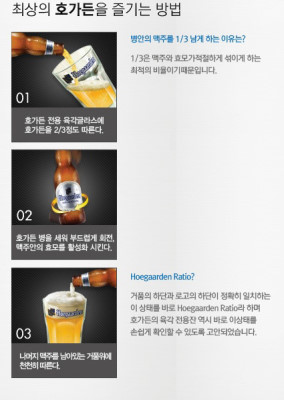 최상의 호가든을 즐기는 방법
병안의 맥주를 1/3 남게 하는 이유는?
1/3은 맥주와 효모가적절하게 섞이게 하는
최적의 비율이기때문입니다.
Hoegaarden
01
호가든 전용 육각글라스에
호가든을 2/3정도 따른다.
Hoegaarden
02
호가든 병을 세워 부드럽게 회전,
맥주안의 효모를 활성화 시킨다.
Hoegaarden Ratio?
거품의 하단과 로고의 하단이 정확히 일치하는
이 상태를 바로 Hoegaarden Ratio라 하며
호가든의 육각 전용잔 역시 바로 이상태를
손쉽게 확인할 수 있도록 고안되었습니다.
Hoegaarden
03
나머지 맥주를 남아있는 거품위에
천천히 따른다.